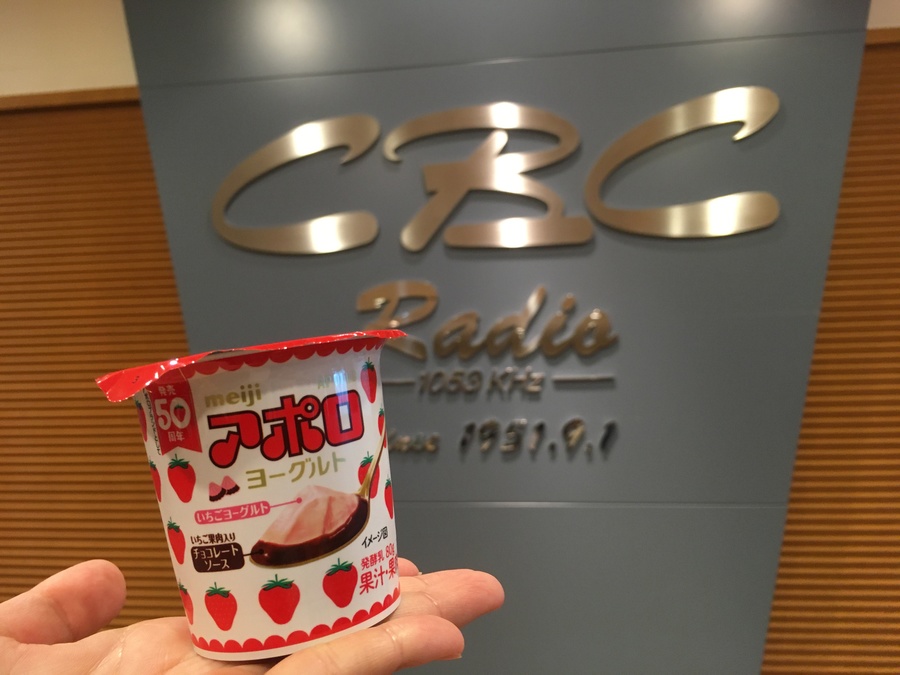 CBC
Radio
1053 KHz
1951.9.1
発売
50
周年
meiji
アポロ
ヨーグルト
いちごヨーグルト
いちご果肉入り
チョコレート
ソース
イメージ図
発酵乳 80g
果汁・果